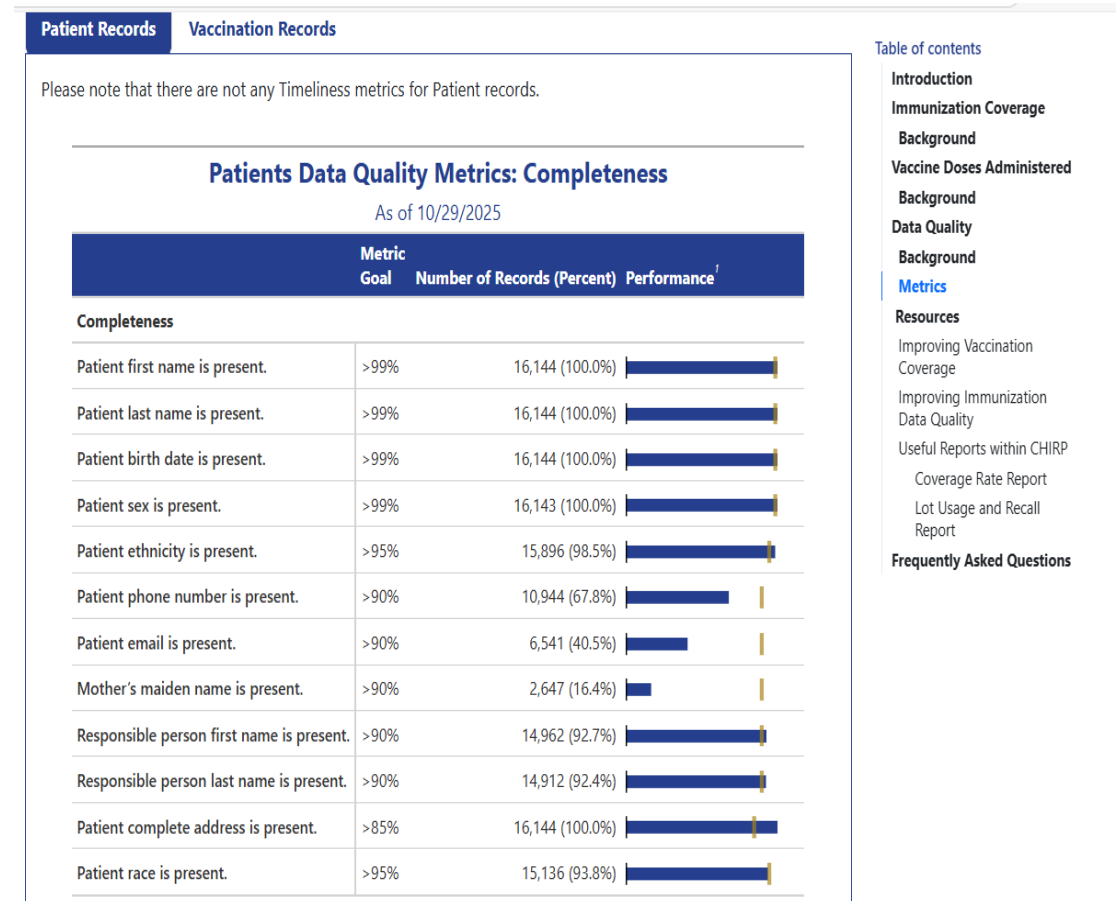 Patient Records
Vaccination Records
Please note that there are not any Timeliness metrics for Patient records.
Patients Data Quality Metrics: Completeness
As of 10/29/2025
Metric Goal Number of Records (Percent) Performance1
Completeness
Patient first name is present. >99% 16,144 (100.0%)
Patient last name is present. >99% 16,144 (100.0%)
Patient birth date is present. >99% 16,144 (100.0%)
Patient sex is present. >99% 16,143 (100.0%)
Patient ethnicity is present. >95% 15,896 (98.5%)
Patient phone number is present. >90% 10,944 (67.8%)
Patient email is present. >90% 6,541 (40.5%)
Mother's maiden name is present. >90% 2,647 (16.4%)
Responsible person first name is present. >90% 14,962 (92.7%)
Responsible person last name is present. >90% 14,912 (92.4%)
Patient complete address is present. >85% 16,144 (100.0%)
Patient race is present. >95% 15,136 (93.8%)
Table of contents
Introduction
Immunization Coverage
Background
Vaccine Doses Administered
Background
Data Quality
Background
Metrics
Resources
Improving Vaccination
Coverage
Improving Immunization
Data Quality
Useful Reports within CHIRP
Coverage Rate Report
Lot Usage and Recall
Report
Frequently Asked Questions